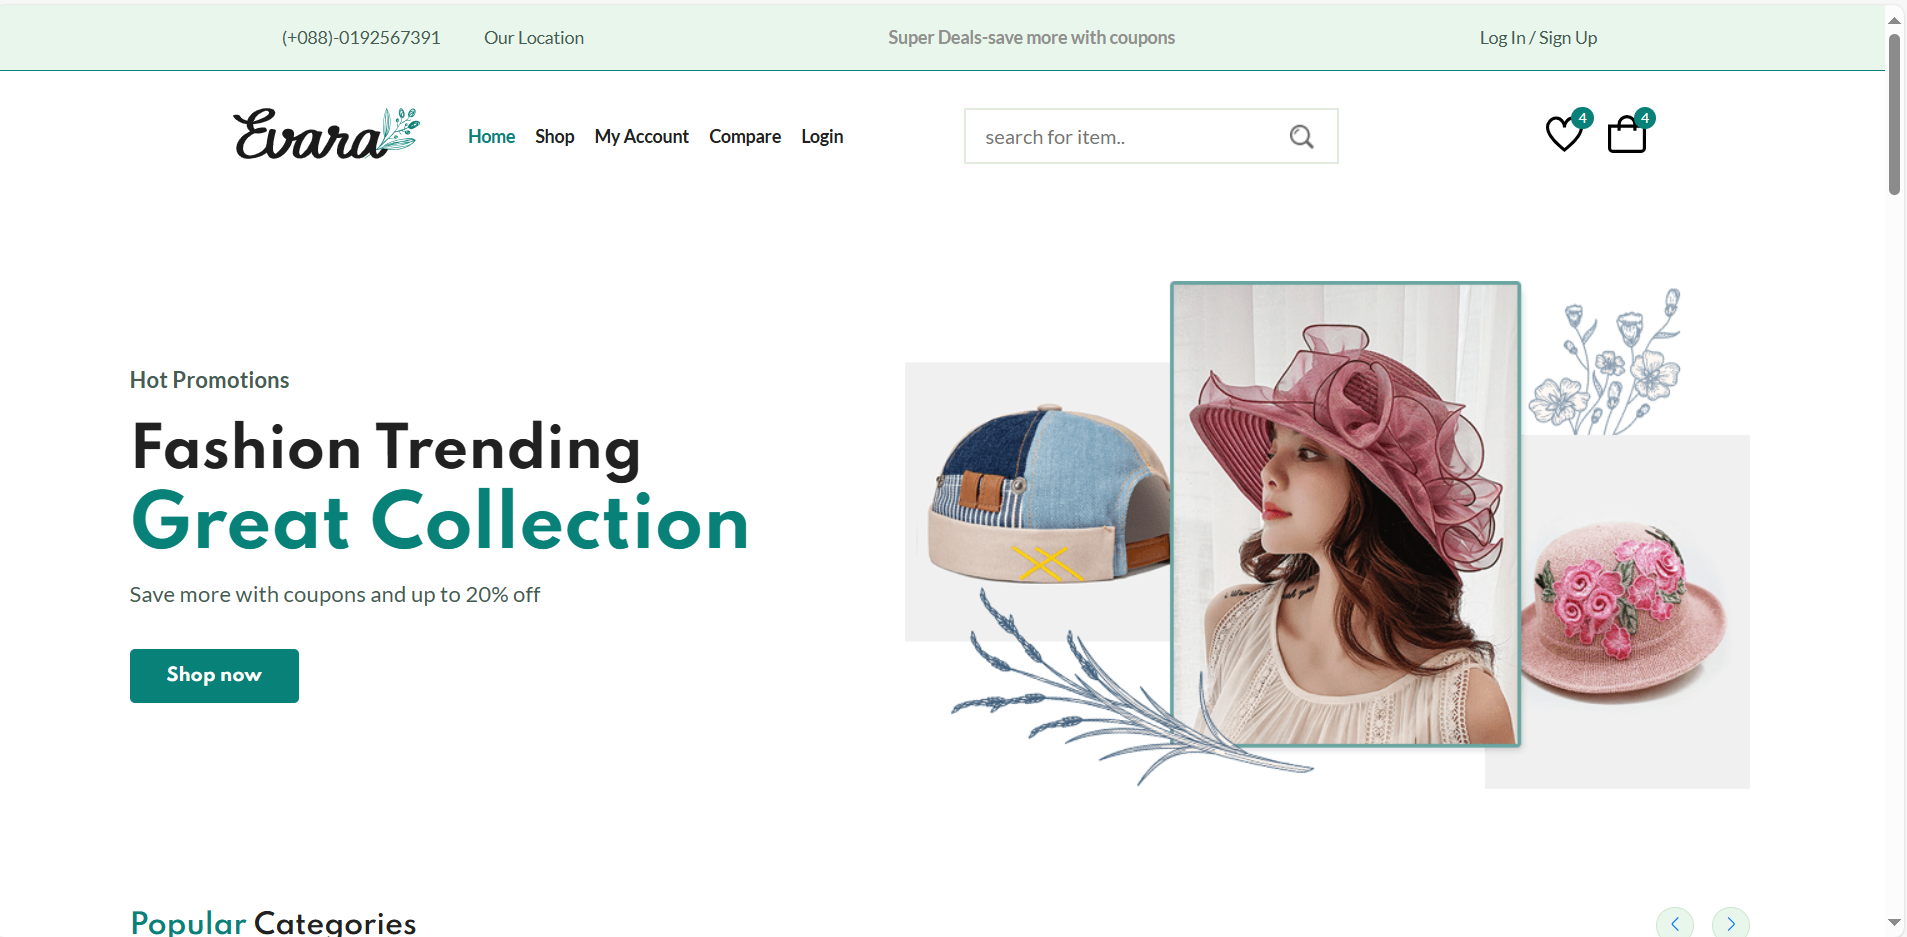 (+088)-0192567391 Our Location Super Deals-save more with coupons Log In / Sign Up
Evara Home Shop My Account Compare Login search for item.. 4 4
Hot Promotions
Fashion Trending
Great Collection
Save more with coupons and up to 20% off
Shop now
Popular Categories